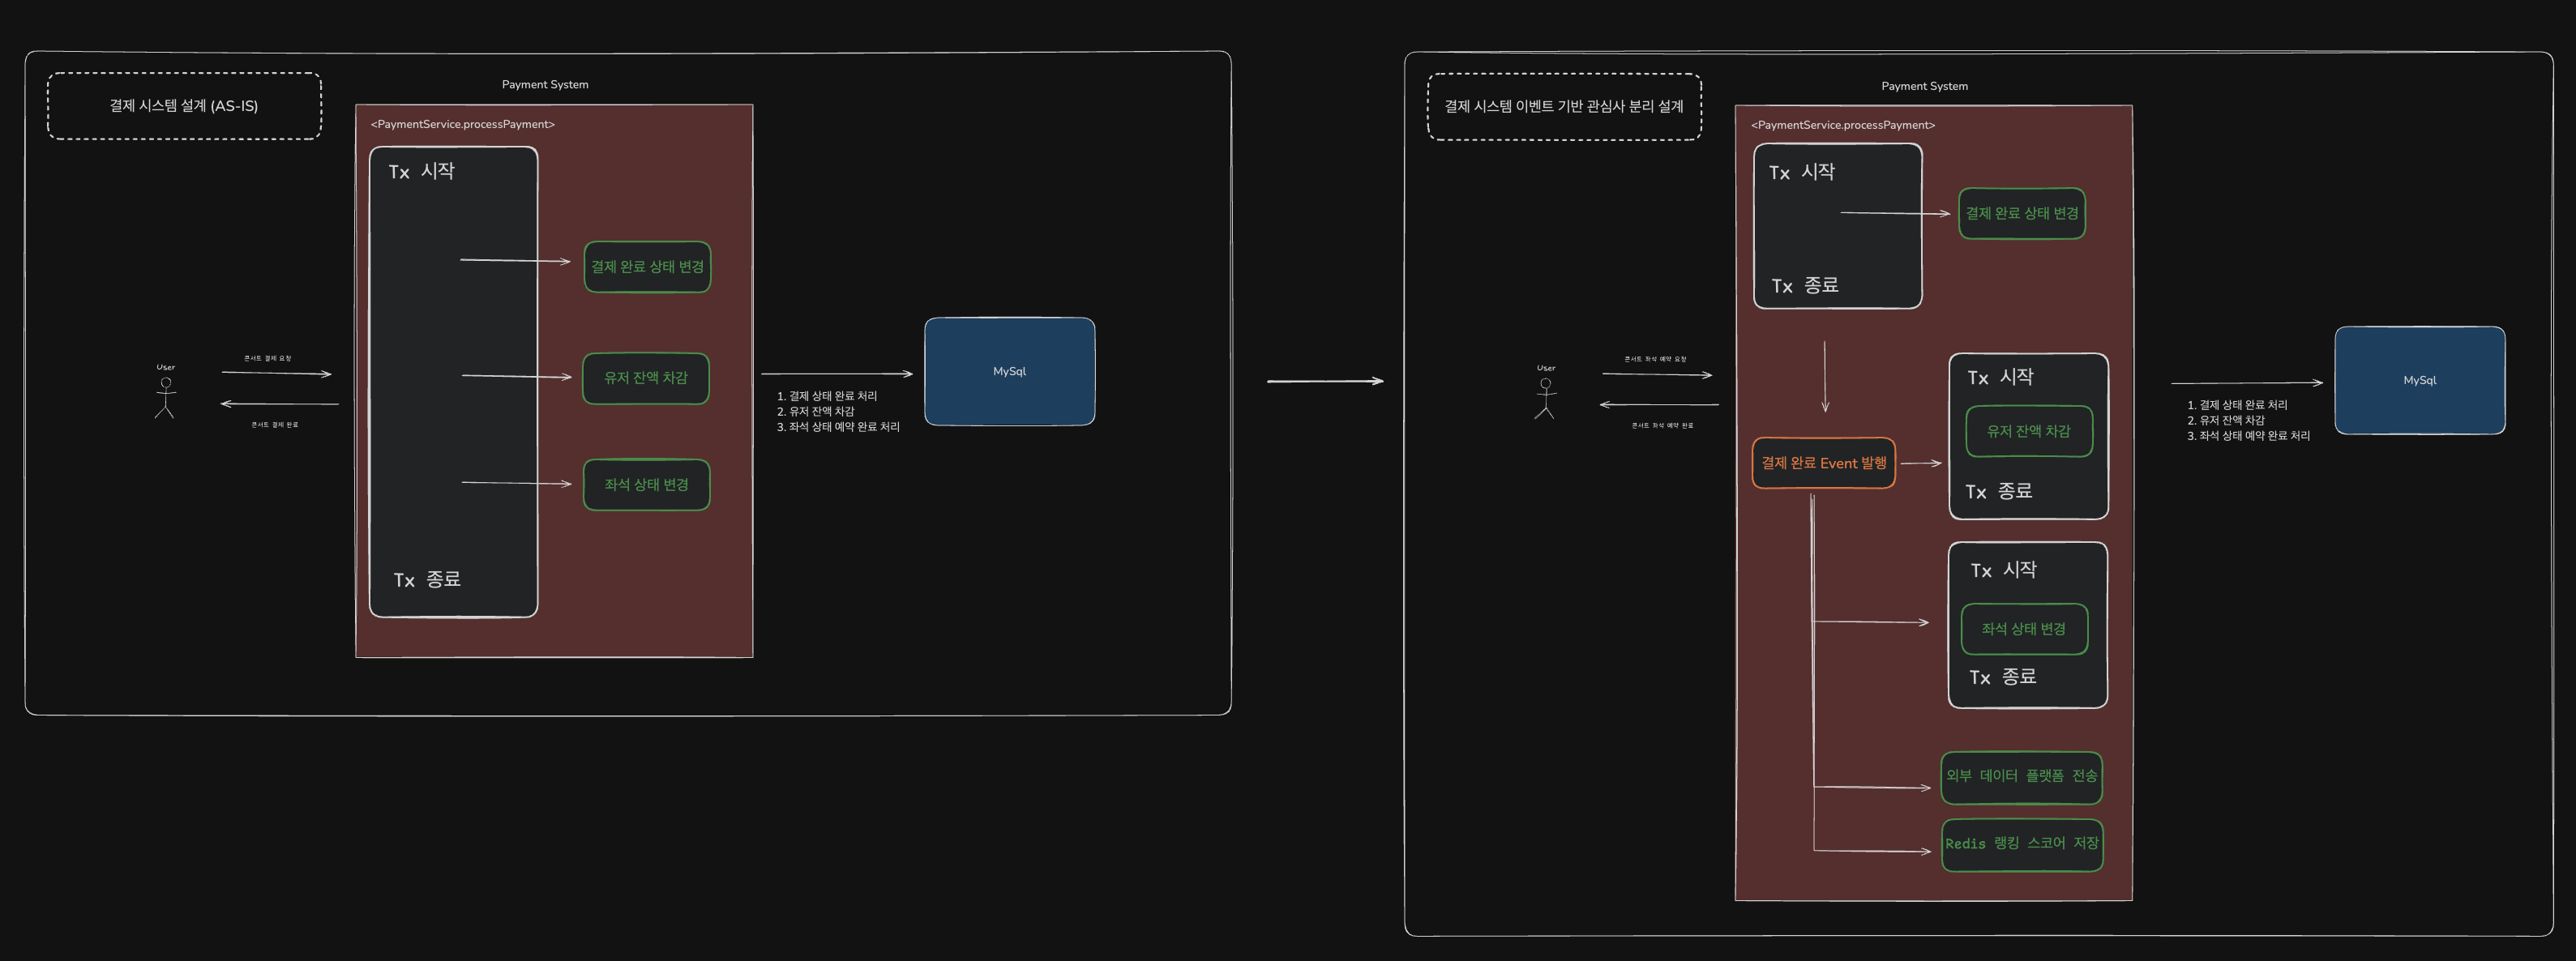 결제 시스템 설계 (AS-IS)
Payment System
<PaymentService.processPayment>
Tx 시작
결제 완료 상태 변경
유저 잔액 차감
좌석 상태 변경
Tx 종료
User
콘서트 결제 요청
콘서트 결제 완료
1. 결제 상태 완료 처리
2. 유저 잔액 차감
3. 좌석 상태 예약 완료 처리
MySql
결제 시스템 이벤트 기반 관심사 분리 설계
Payment System
<PaymentService.processPayment>
Tx 시작
결제 완료 상태 변경
Tx 종료
User
콘서트 좌석 예약 요청
콘서트 좌석 예약 완료
결제 완료 Event 발행
Tx 시작
유저 잔액 차감
Tx 종료
Tx 시작
좌석 상태 변경
Tx 종료
외부 데이터 플랫폼 전송
Redis 랭킹 스코어 저장
1. 결제 상태 완료 처리
2. 유저 잔액 차감
3. 좌석 상태 예약 완료 처리
MySql